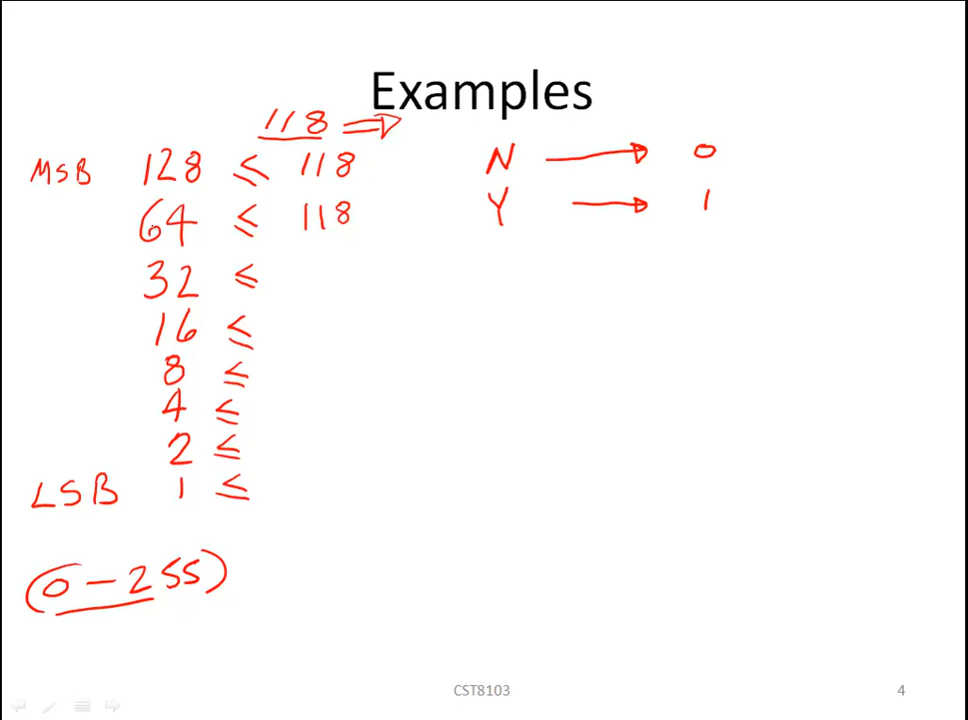 Examples
118 ⇒
MSB 128 ≤ 118 N → 0
64 ≤ 118 Y → 1
32 ≤
16 ≤
8 ≤
4 ≤
2 ≤
LSB 1 ≤
(0 - 255)
CST8103 4